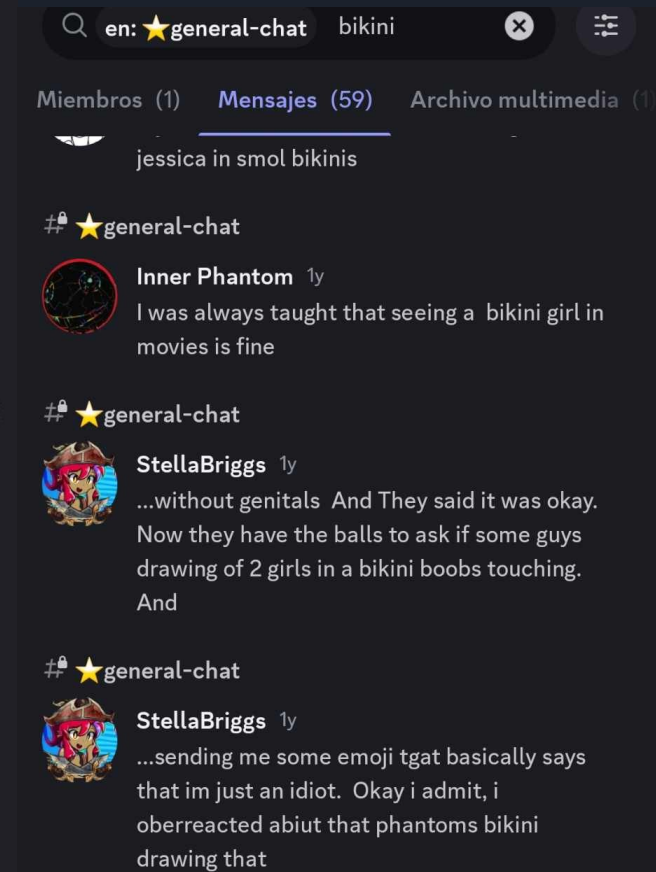 en: ⭐general-chat bikini
Miembros (1) Mensajes (59) Archivo multimedia (1)
jessica in smol bikinis
⭐general-chat
Inner Phantom 1y
I was always taught that seeing a bikini girl in
movies is fine
⭐general-chat
StellaBriggs 1y
...without genitals And They said it was okay.
Now they have the balls to ask if some guys
drawing of 2 girls in a bikini boobs touching.
And
⭐general-chat
StellaBriggs 1y
...sending me some emoji tgat basically says
that im just an idiot. Okay i admit, i
oberreacted abiut that phantoms bikini
drawing that